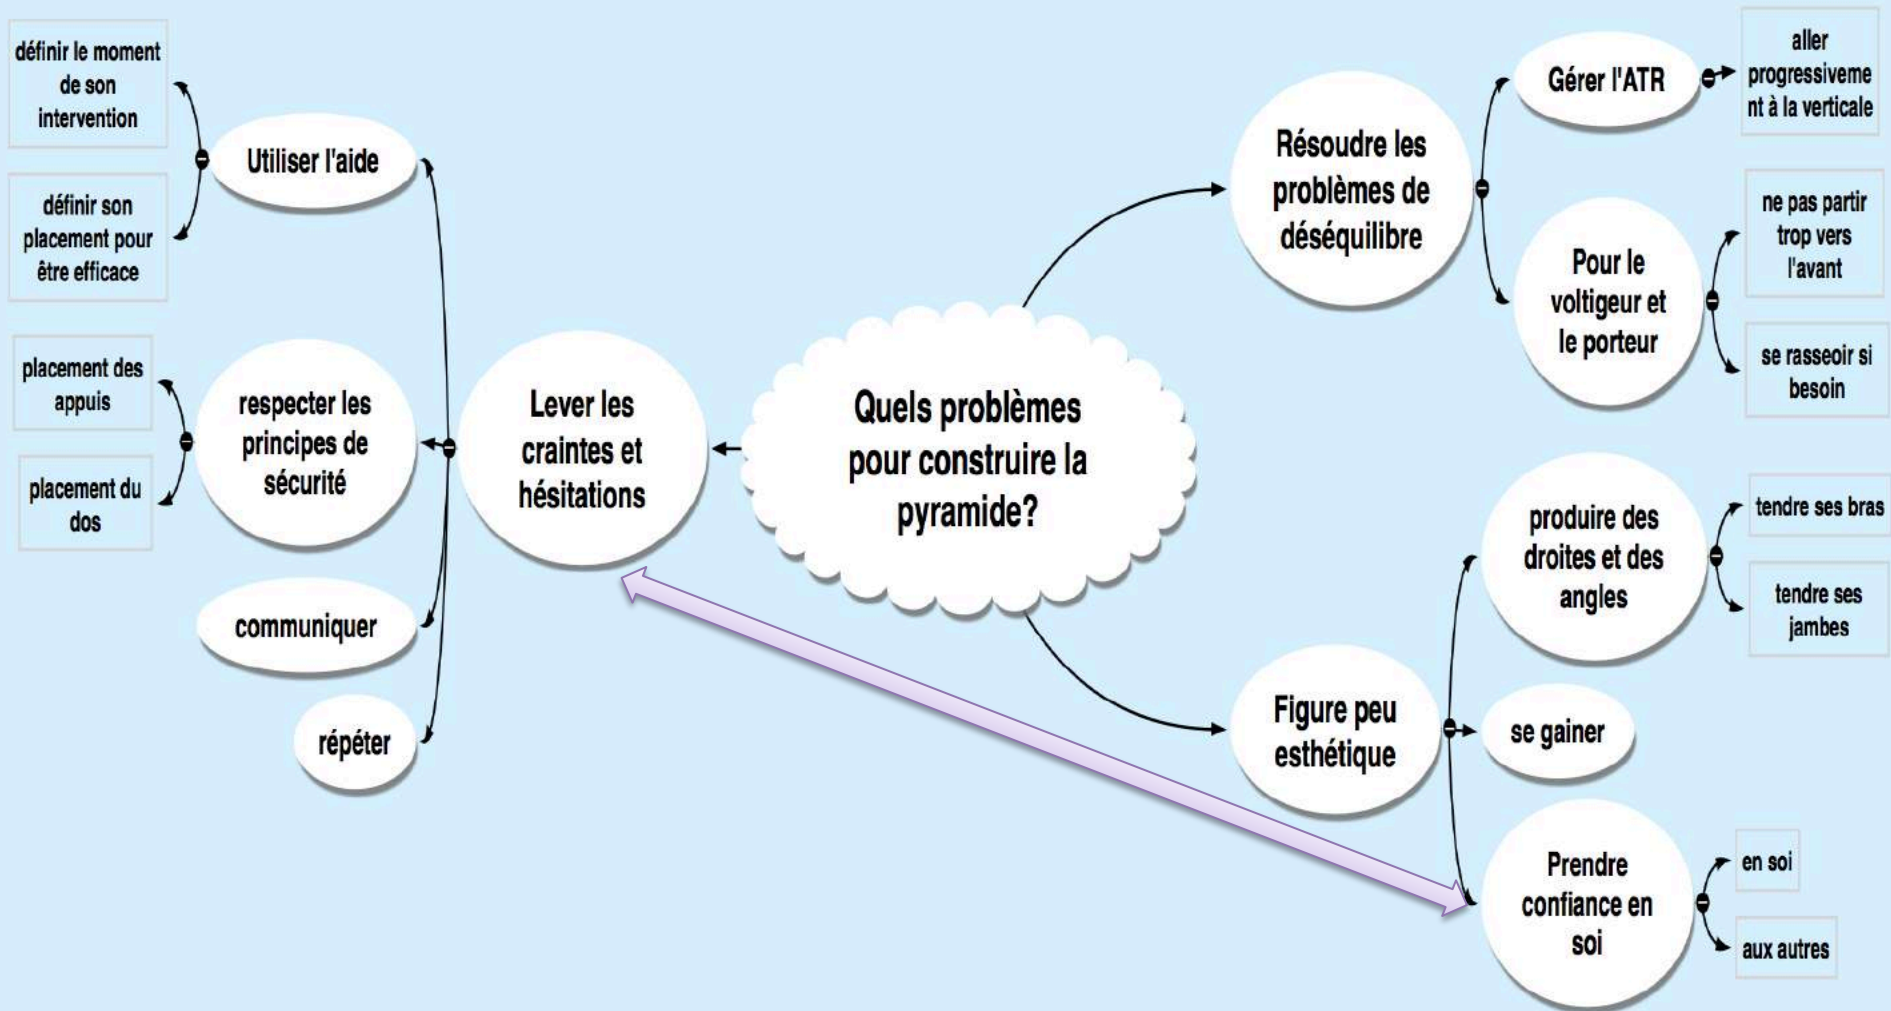 définir le moment
de son
intervention
définir son
placement pour
être efficace
Utiliser l'aide
placement des
appuis
placement du
dos
respecter les
principes de
sécurité
communiquer
répéter
Lever les
craintes et
hésitations
Quels problèmes
pour construire la
pyramide?
Résoudre les
problèmes de
déséquilibre
Gérer l'ATR
aller
progressiveme
nt à la verticale
Pour le
voltigeur et
le porteur
ne pas partir
trop vers
l'avant
se rasseoir si
besoin
Figure peu
esthétique
produire des
droites et des
angles
tendre ses bras
tendre ses
jambes
se gainer
Prendre
confiance en
soi
en soi
aux autres